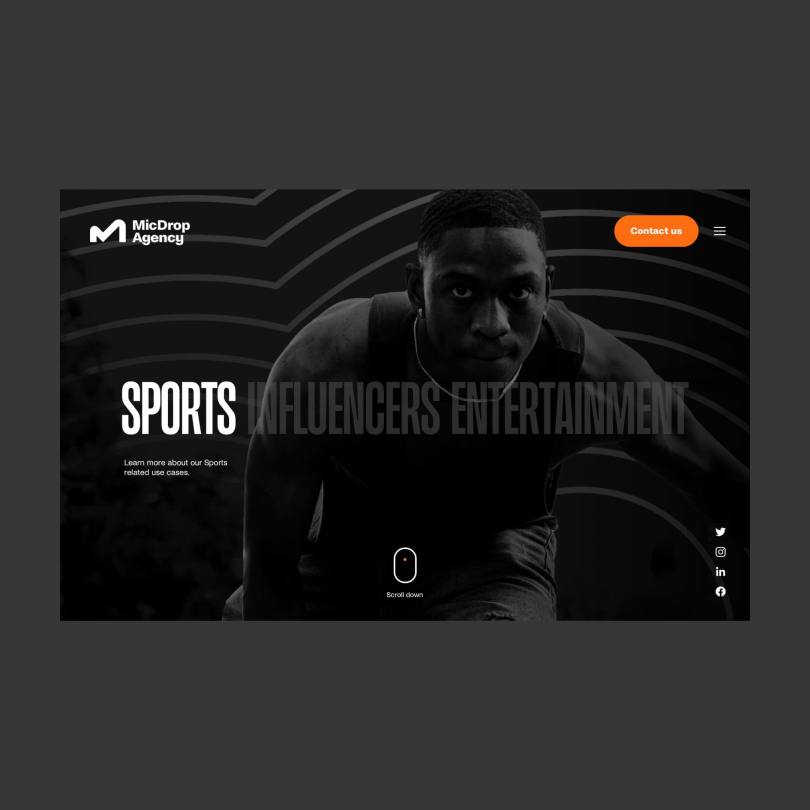 MicDrop
Agency
Contact us
SPORTS INFLUENCERS ENTERTAINMENT
Learn more about our Sports
related use cases.
Scroll down